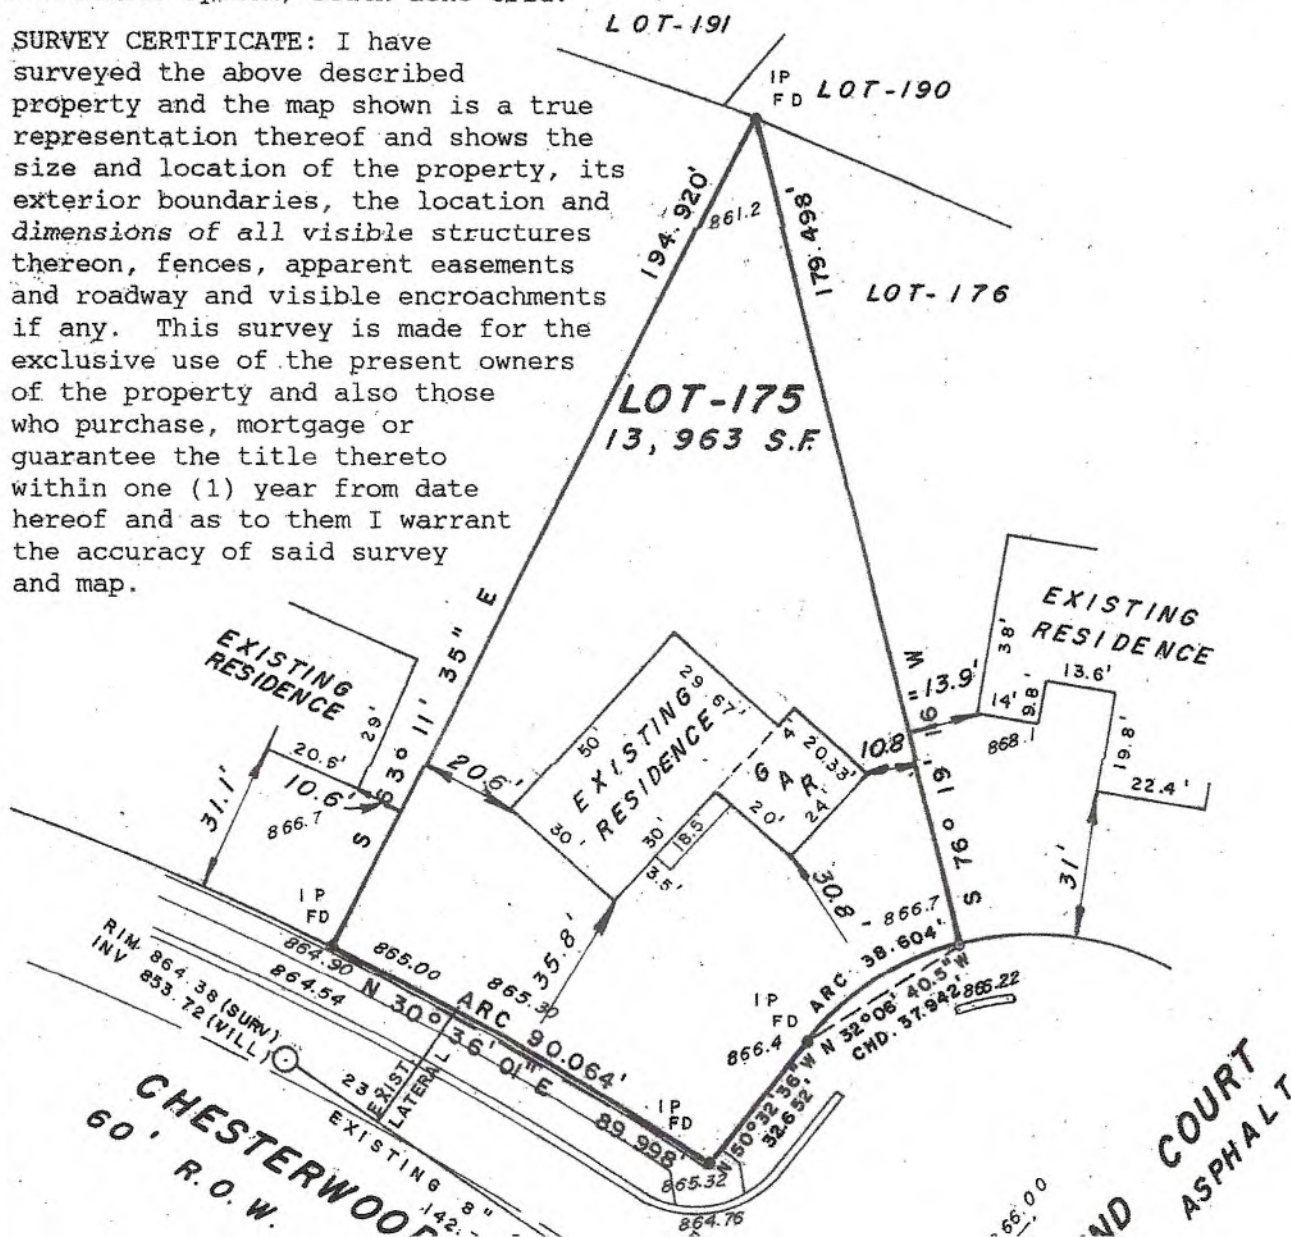 SURVEY CERTIFICATE: I have
surveyed the above described
property and the map shown is a true
representation thereof and shows the
size and location of the property, its
exterior boundaries, the location and
dimensions of all visible structures
thereon, fences, apparent easements
and roadway and visible encroachments
if any. This survey is made for the
exclusive use of the present owners
of the property and also those
who purchase, mortgage or
guarantee the title thereto
within one (1) year from date
hereof and as to them I warrant
the accuracy of said survey
and map.
LOT-191
IP
FD
LOT-190
194.920'
861.2
179.498'
LOT-176
LOT-175
13,963 S.F.
S 63° 11' 35" E
S 76° 19' 16" W
EXISTING
RESIDENCE
29'
20.6'
10.6'
31.1'
866.7
20.6'
50'
29.67'
EXISTING
RESIDENCE
30'
30'
18.5'
3.5'
4'
20.33'
GAR
20'
24'
10.8
13.9'
38'
EXISTING
RESIDENCE
14'
9.8'
13.6'
868.1
19.8'
22.4'
31'
35.8'
30.8'
866.7
IP
FD
864.90
865.00
864.54
865.30
ARC 90.064'
N 30° 36' 01" E
89.998'
RIM 864.38 (SURV)
INV 853.72 (VILL)
23'
EXIST.
LATERAL
EXISTING 8"
142.
IP
FD
865.32
864.76
N 50° 32' 36" W
32.652'
IP
FD
866.4
ARC 38.604'
N 32° 06' 40.5" W
CHD. 37.942'
866.22
CHESTERWOOD
60' R.O.W.
66.00
ND COURT
ASPHALT